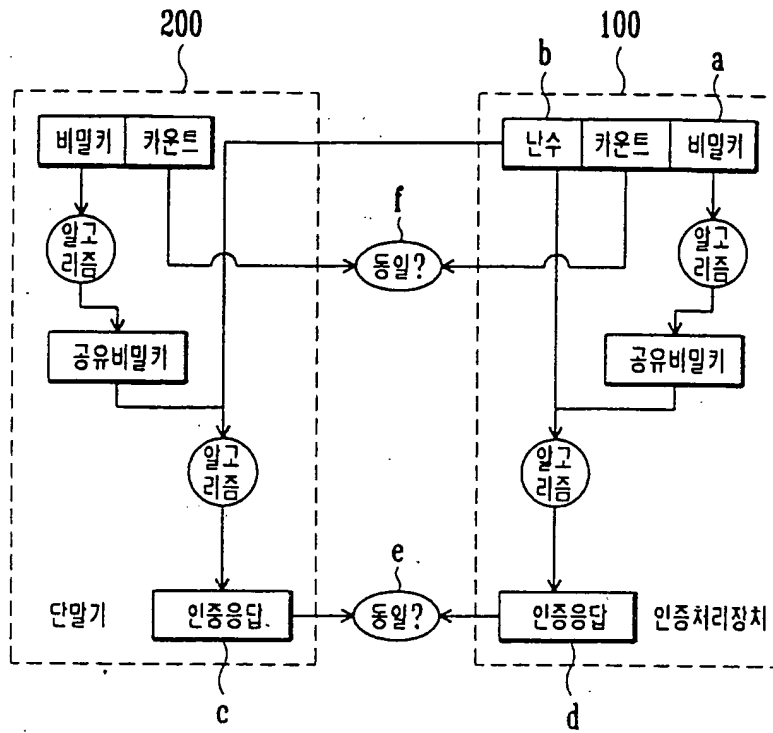 200
100
b
a
비밀키 카운트
난수 카운트 비밀키
f
알고
리즘
동일?
알고
리즘
공유비밀키
공유비밀키
알고
리즘
알고
리즘
e
단말기
인증응답
동일?
인증응답
인증처리장치
c
d